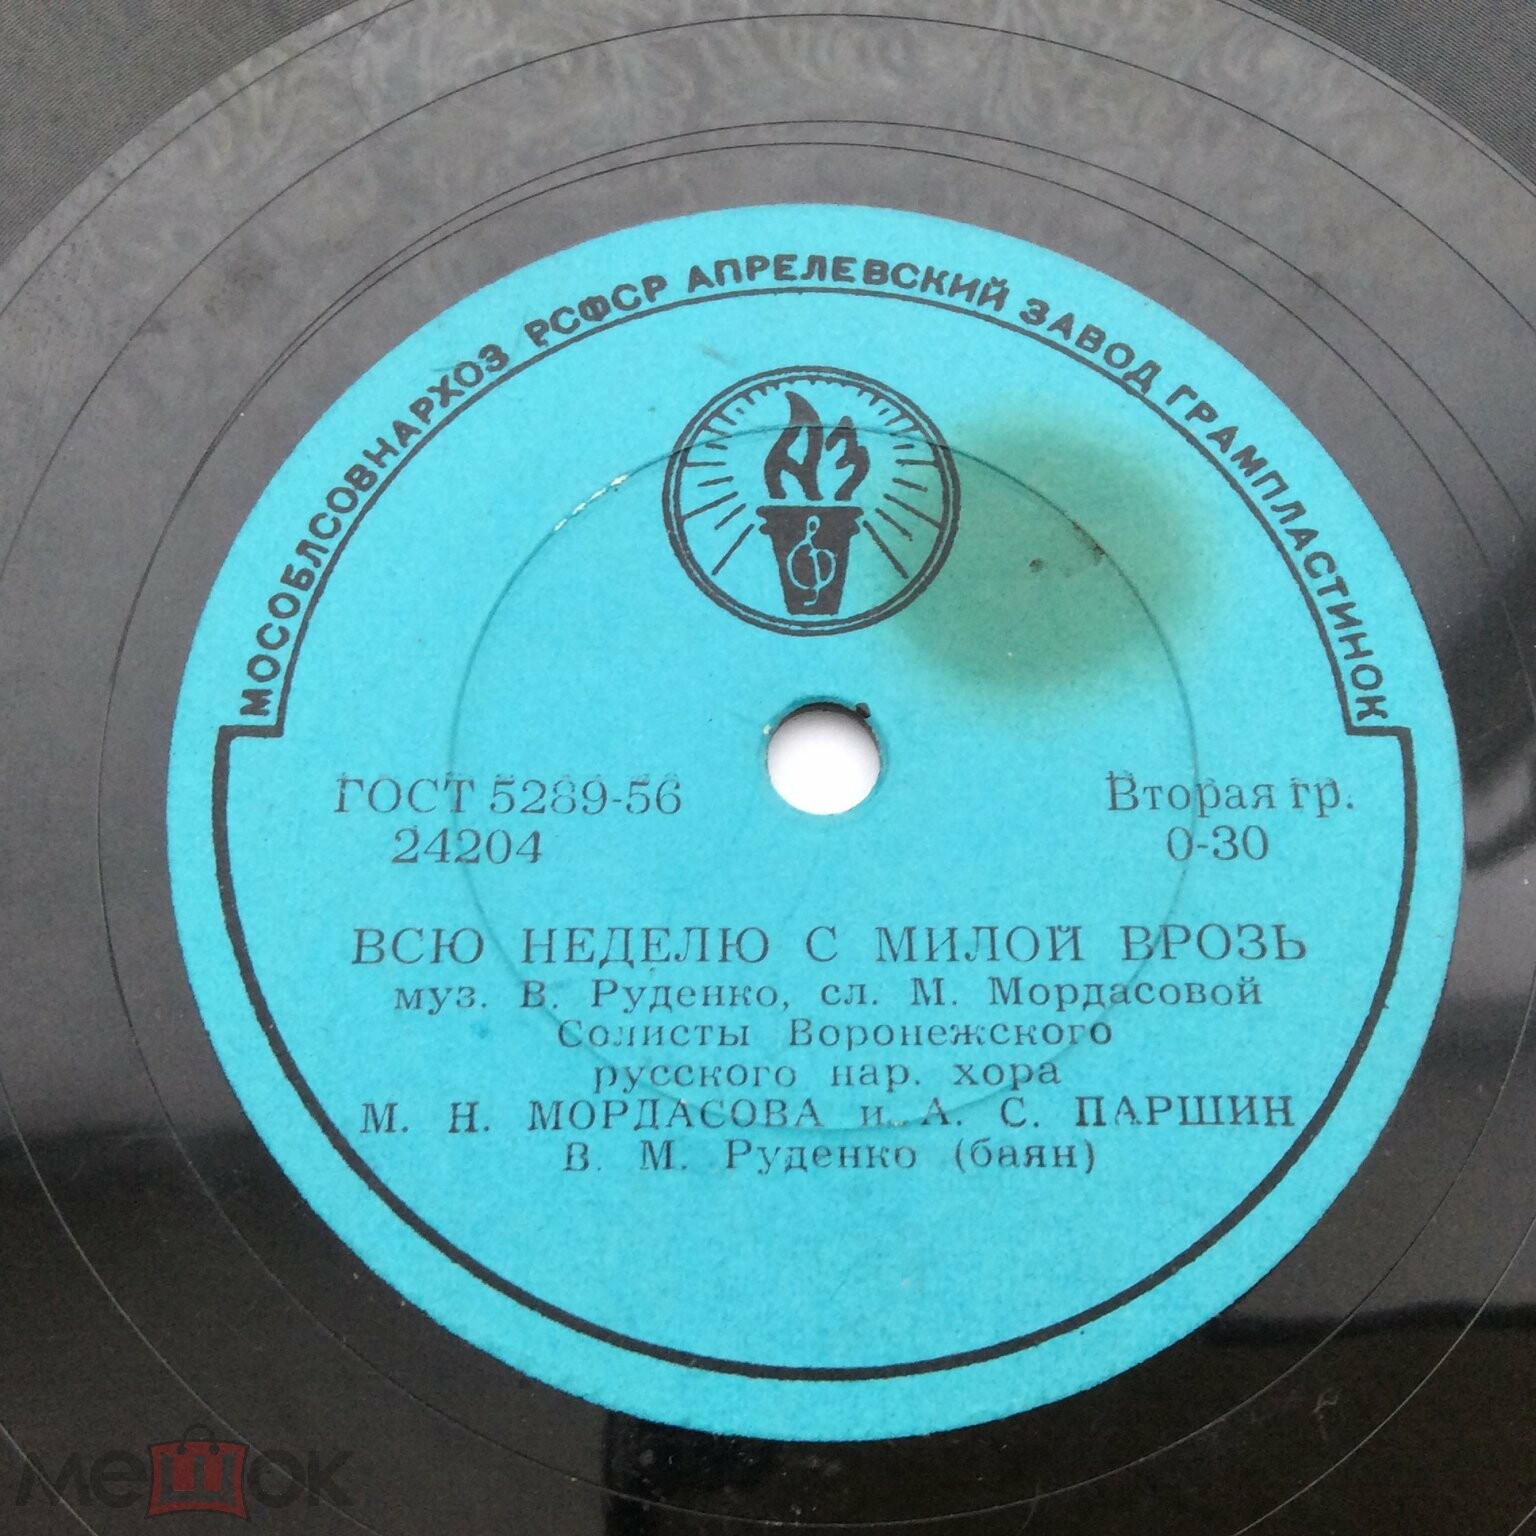 МОСОБЛСОВНАРХОЗ РСФСР АПРЕЛЕВСКИЙ ЗАВОД ГРАМПЛАСТИНОК
АЗ
ГОСТ 5289-56
Вторая гр.
24204
0-30
ВСЮ НЕДЕЛЮ С МИЛОЙ ВРОЗЬ
муз. В. Руденко, сл. М. Мордасовой
Солисты Воронежского
русского нар. хора
М. Н. МОРДАСОВА и А. С. ПАРШИН
В. М. Руденко (баян)
мешок